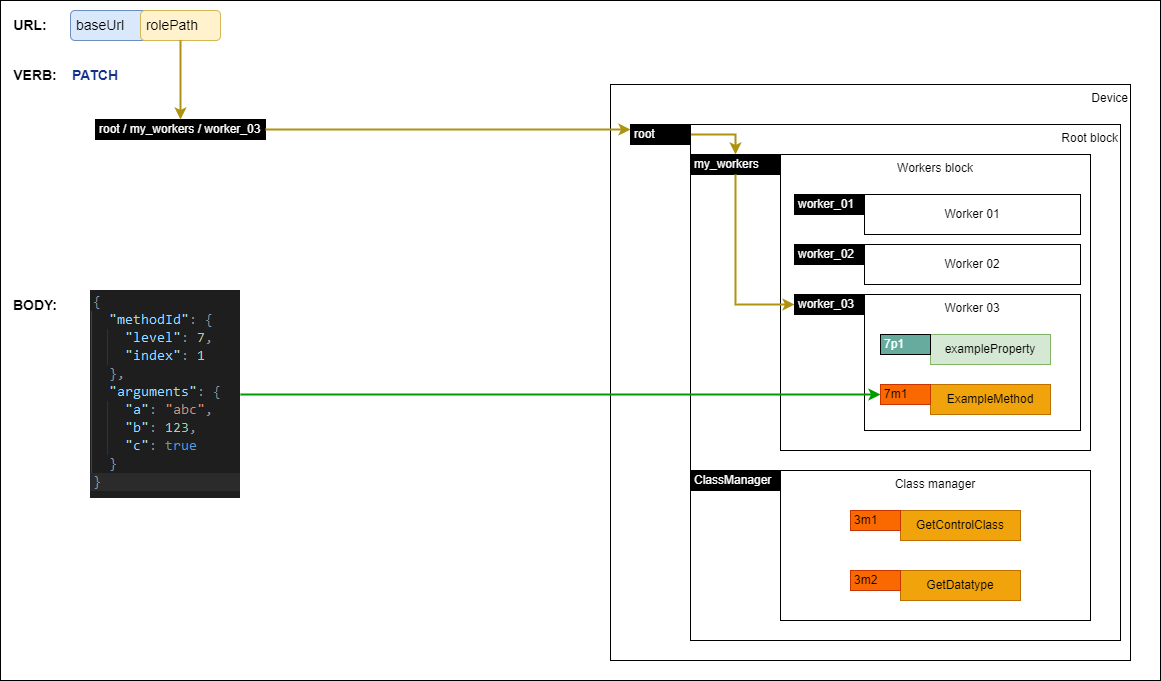 URL: baseUrl rolePath
VERB: PATCH
root / my_workers / worker_03
BODY:
{
"methodId": {
"level": 7,
"index": 1
},
"arguments": {
"a": "abc",
"b": 123,
"c": true
}
}
Device
root
Root block
my_workers
Workers block
worker_01
Worker 01
worker_02
Worker 02
worker_03
Worker 03
7p1
exampleProperty
7m1
ExampleMethod
ClassManager
Class manager
3m1
GetControlClass
3m2
GetDatatype